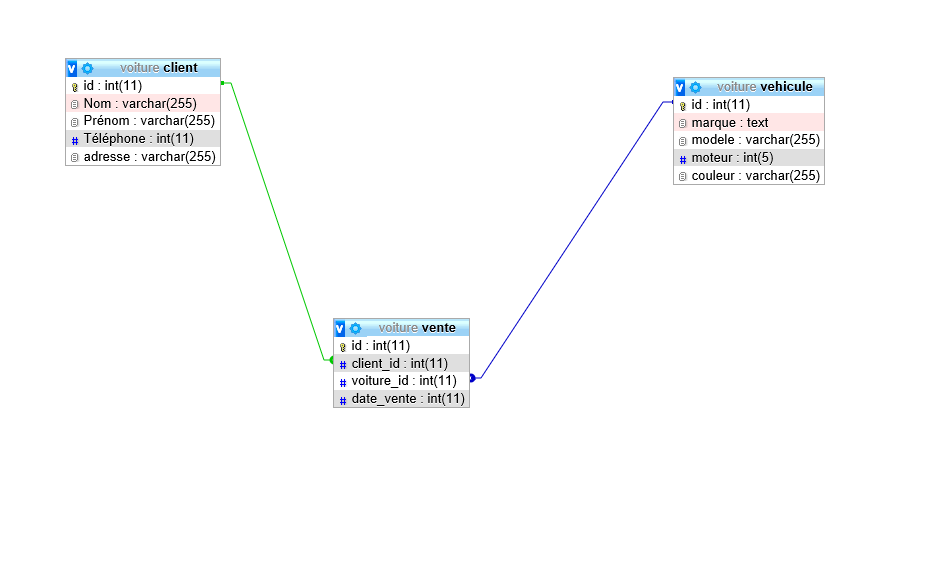 voiture client
id : int(11)
Nom : varchar(255)
Prénom : varchar(255)
Téléphone : int(11)
adresse : varchar(255)
voiture vehicule
id : int(11)
marque : text
modele : varchar(255)
moteur : int(5)
couleur : varchar(255)
voiture vente
id : int(11)
client_id : int(11)
voiture_id : int(11)
date_vente : int(11)